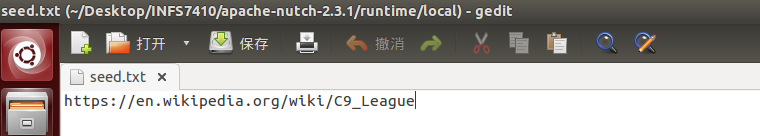 seed.txt (~/Desktop/INFS7410/apache-nutch-2.3.1/runtime/local) - gedit
打开 保存 撤消
seed.txt
https://en.wikipedia.org/wiki/C9_League